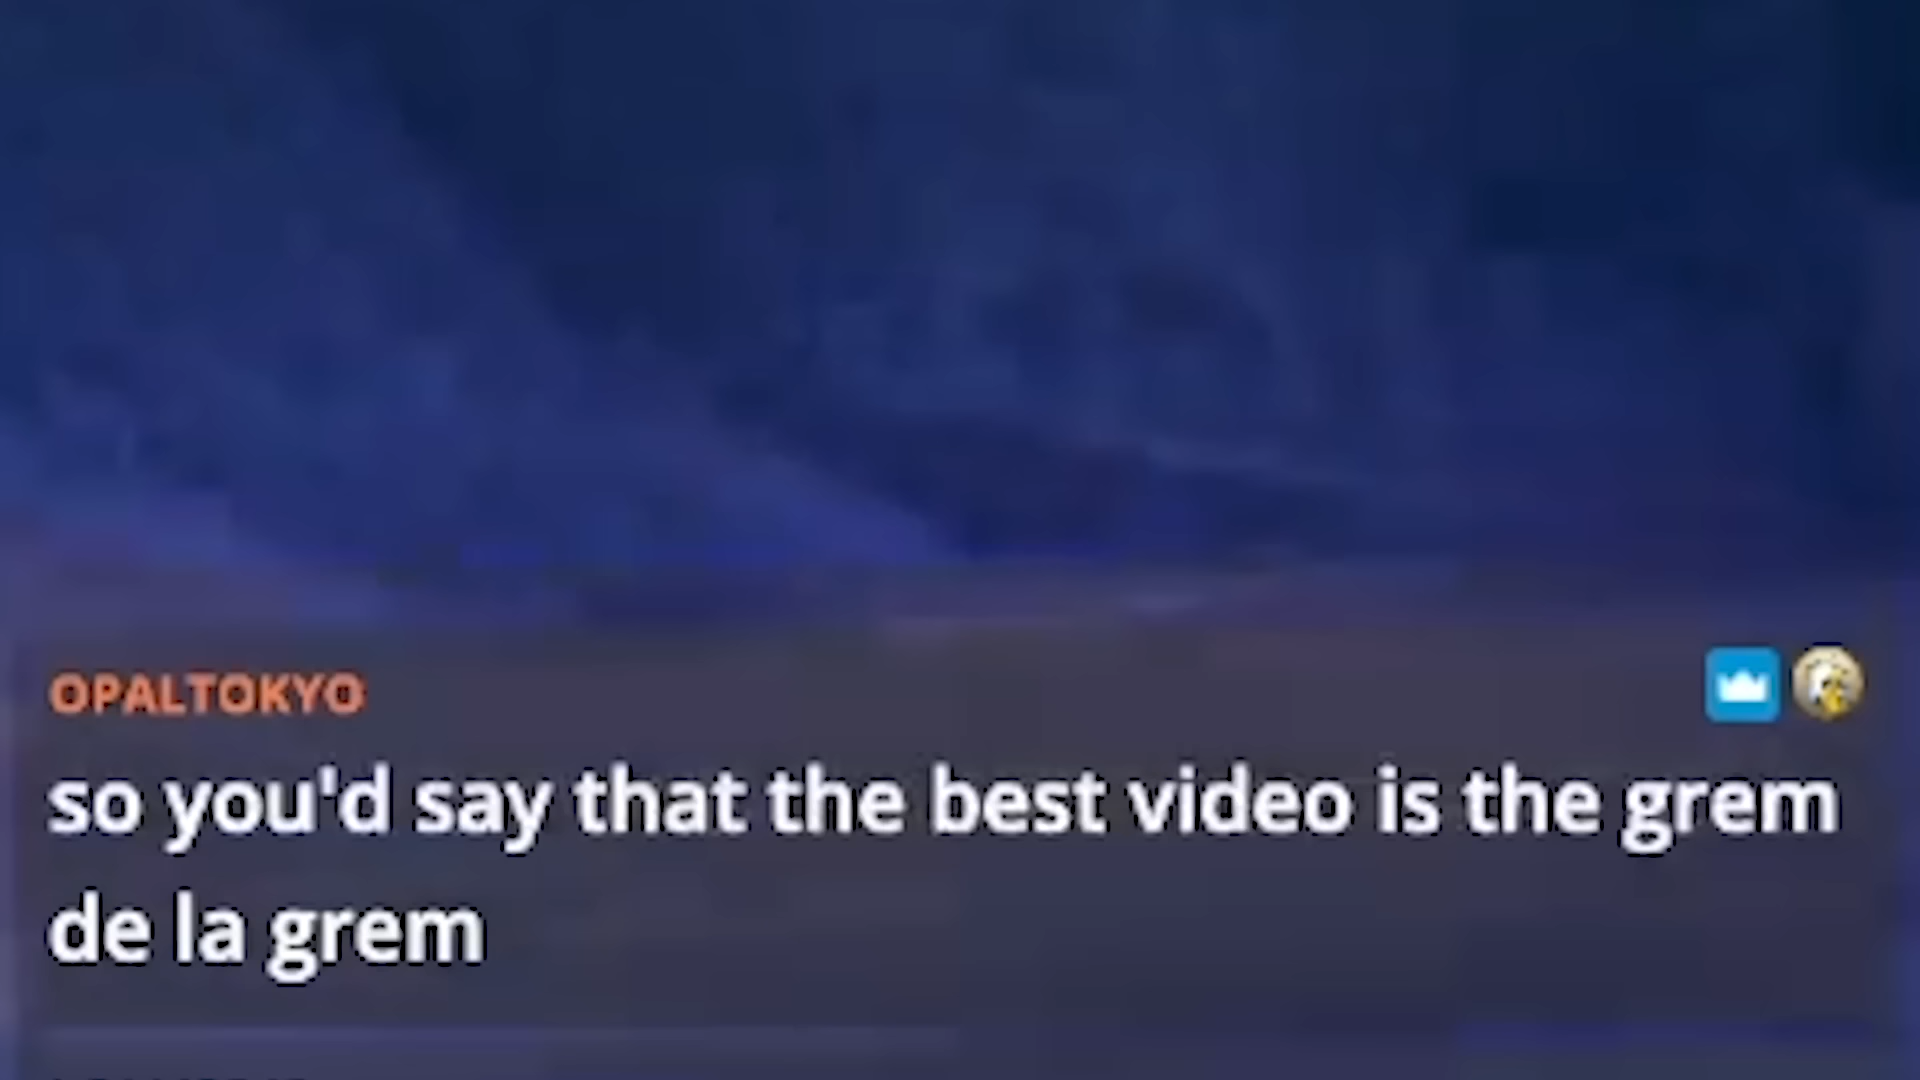 OPALTOKYO
so you'd say that the best video is the grem
de la grem